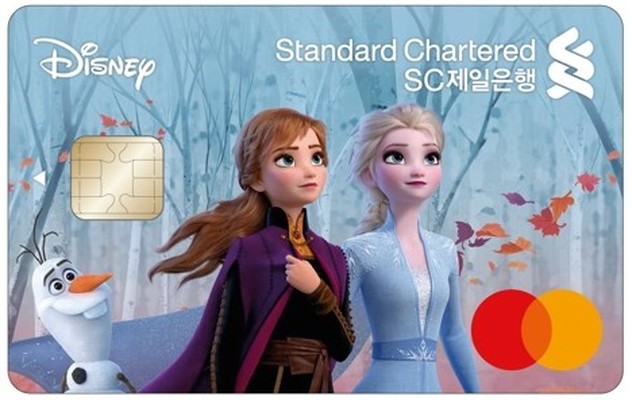 Disney
Standard Chartered
SC제일은행